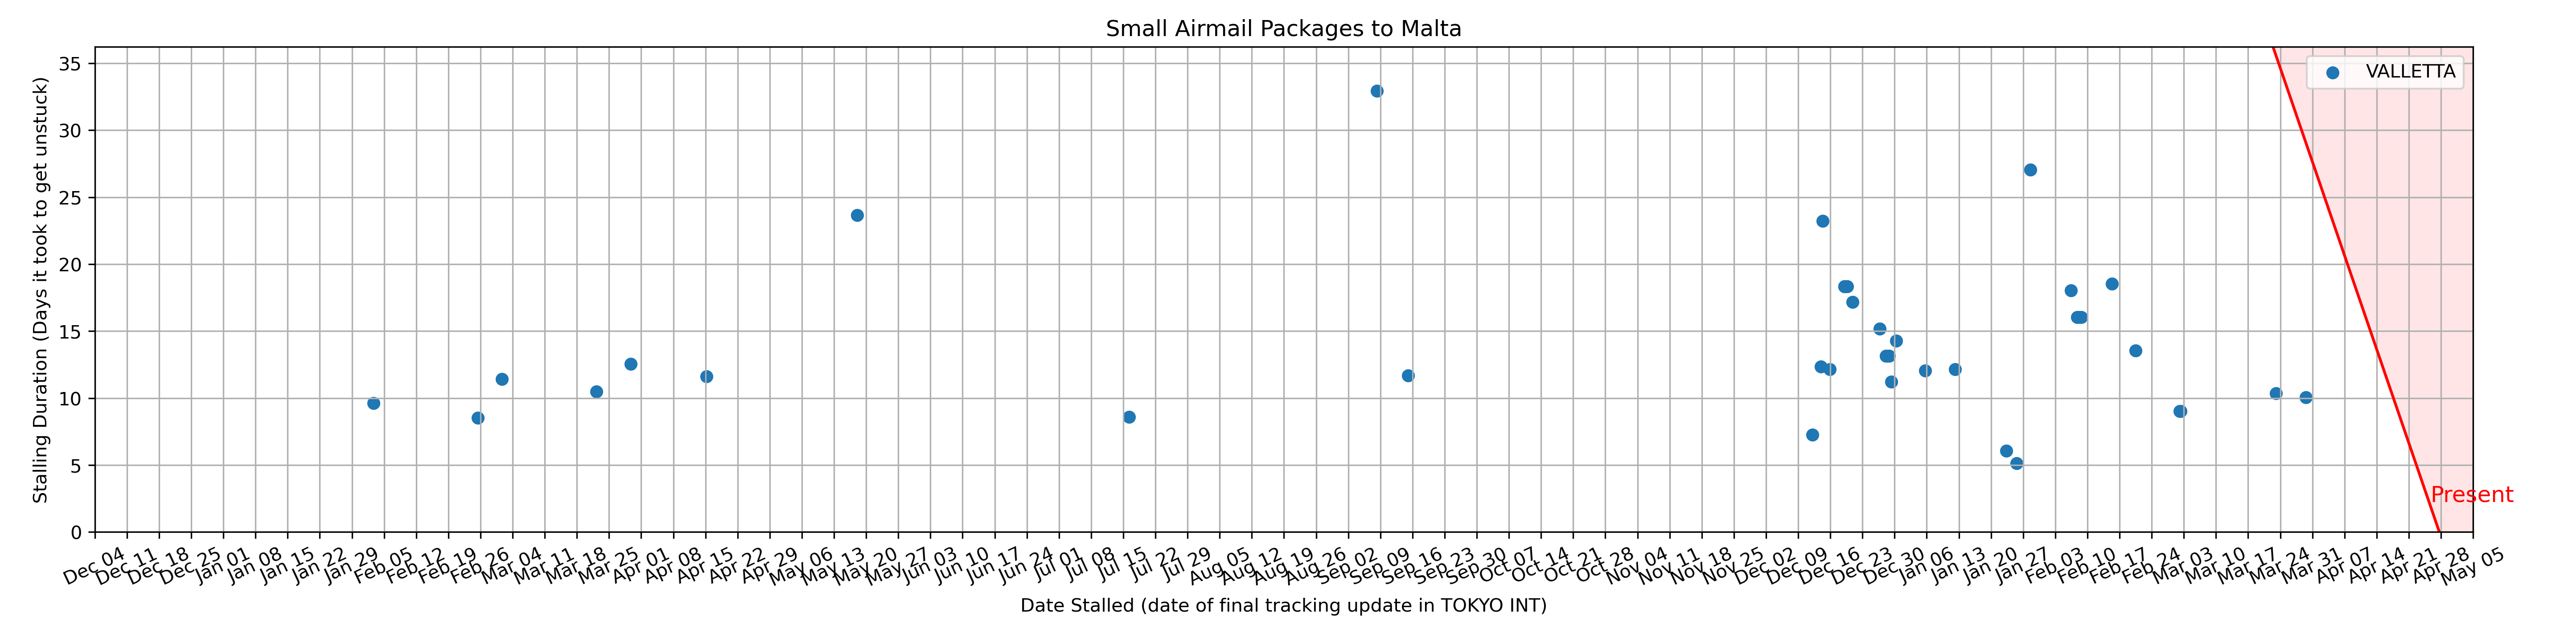 Small Airmail Packages to Malta
VALLETTA
Stalling Duration (Days it took to get unstuck)
35
30
25
20
15
10
5
0
Present
Dec 04
Dec 11
Dec 18
Dec 25
Jan 01
Jan 08
Jan 15
Jan 22
Jan 29
Feb 05
Feb 12
Feb 19
Feb 26
Mar 04
Mar 11
Mar 18
Mar 25
Apr 01
Apr 08
Apr 15
Apr 22
Apr 29
May 06
May 13
May 20
May 27
Jun 03
Jun 10
Jun 17
Jun 24
Jul 01
Jul 08
Jul 15
Jul 22
Jul 29
Aug 05
Aug 12
Aug 19
Aug 26
Sep 02
Sep 09
Sep 16
Sep 23
Sep 30
Oct 07
Oct 14
Oct 21
Oct 28
Nov 04
Nov 11
Nov 18
Nov 25
Dec 02
Dec 09
Dec 16
Dec 23
Dec 30
Jan 06
Jan 13
Jan 20
Jan 27
Feb 03
Feb 10
Feb 17
Feb 24
Mar 03
Mar 10
Mar 17
Mar 24
Mar 31
Apr 07
Apr 14
Apr 21
Apr 28
May 05
Date Stalled (date of final tracking update in TOKYO INT)